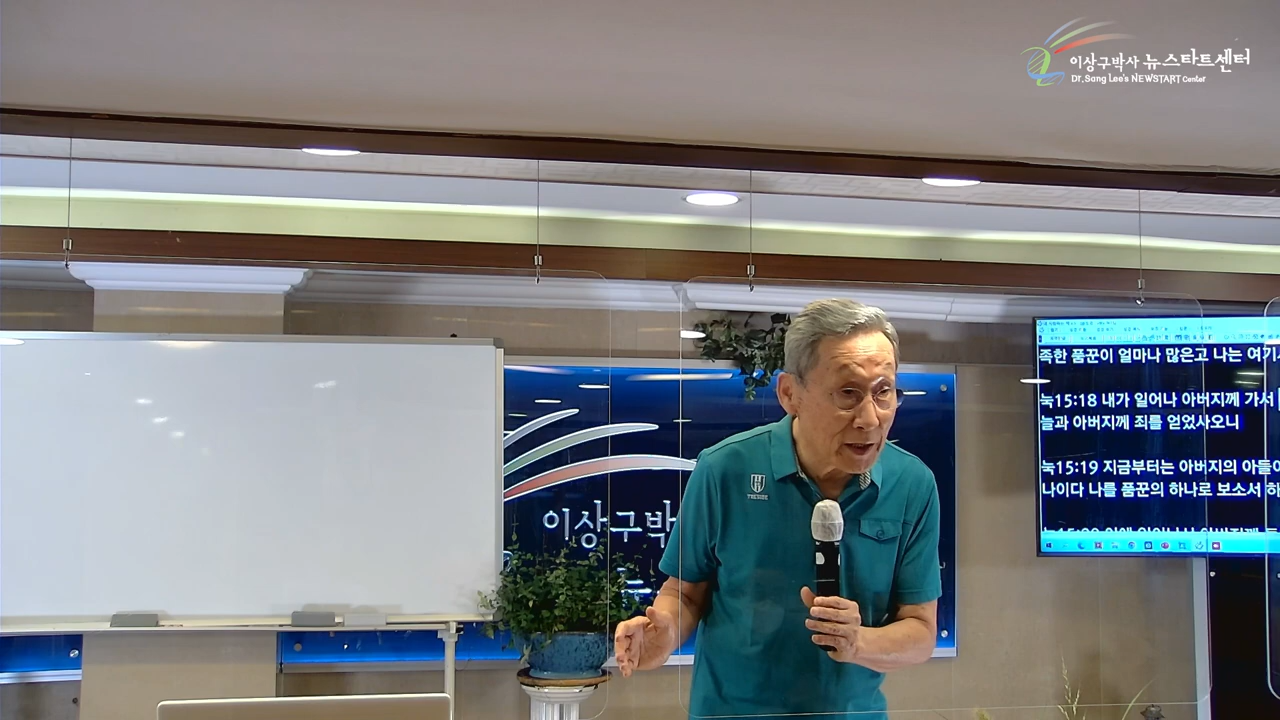 이상구박사 뉴스타트센터
Dr. Sang Lee's NEWSTART Center
족한 품꾼이 얼마나 많은고 나는 여기
눅15:18 내가 일어나 아버지께 가서
늘과 아버지께 죄를 얻었사오니
눅15:19 지금부터는 아버지의 아들이
나이다 나를 품꾼의 하나로 보소서 하
이상구박